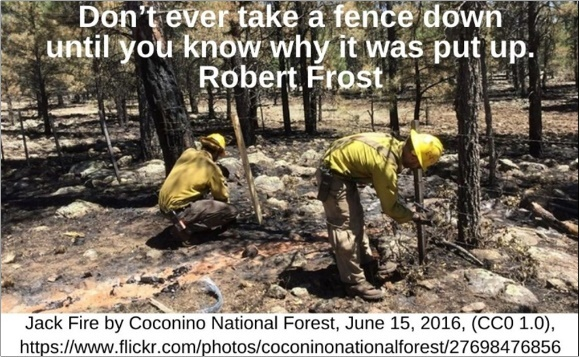 Don’t ever take a fence down
until you know why it was put up.
Robert Frost
Jack Fire by Coconino National Forest, June 15, 2016, (CC0 1.0),
https://www.flickr.com/photos/coconinonationalforest/27698476856